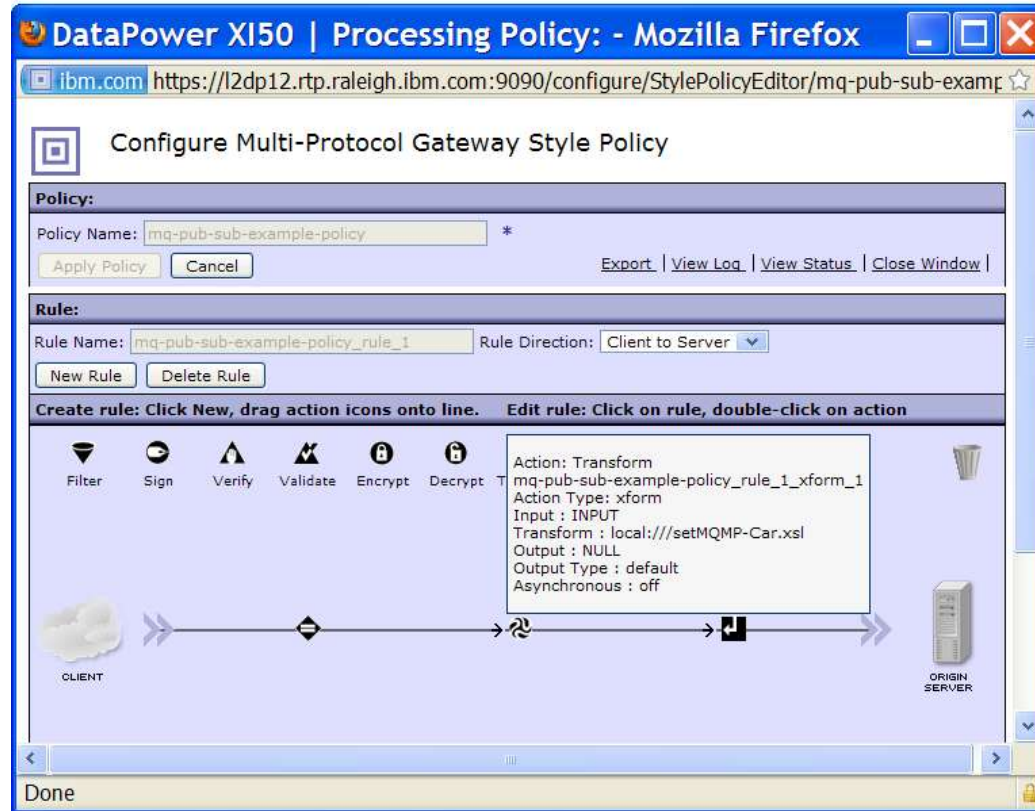 DataPower XI50 | Processing Policy: - Mozilla Firefox
ibm.com https://l2dp12.rtp.raleigh.ibm.com:9090/configure/StylePolicyEditor/mq-pub-sub-examp
Configure Multi-Protocol Gateway Style Policy
Policy:
Policy Name: mq-pub-sub-example-policy *
Apply Policy Cancel Export | View Log | View Status | Close Window |
Rule:
Rule Name: mq-pub-sub-example-policy_rule_1 Rule Direction: Client to Server
New Rule Delete Rule
Create rule: Click New, drag action icons onto line. Edit rule: Click on rule, double-click on action
Filter Sign Verify Validate Encrypt Decrypt T
Action: Transform
mq-pub-sub-example-policy_rule_1_xform_1
Action Type: xform
Input : INPUT
Transform : local:///setMQMP-Car.xsl
Output : NULL
Output Type : default
Asynchronous : off
CLIENT
ORIGIN
SERVER
Done